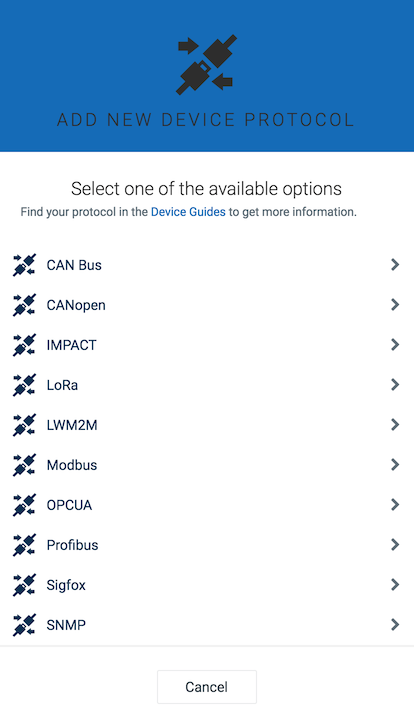 ADD NEW DEVICE PROTOCOL
Select one of the available options
Find your protocol in the Device Guides to get more information.
CAN Bus
CANopen
IMPACT
LoRa
LWM2M
Modbus
OPCUA
Profibus
Sigfox
SNMP
Cancel